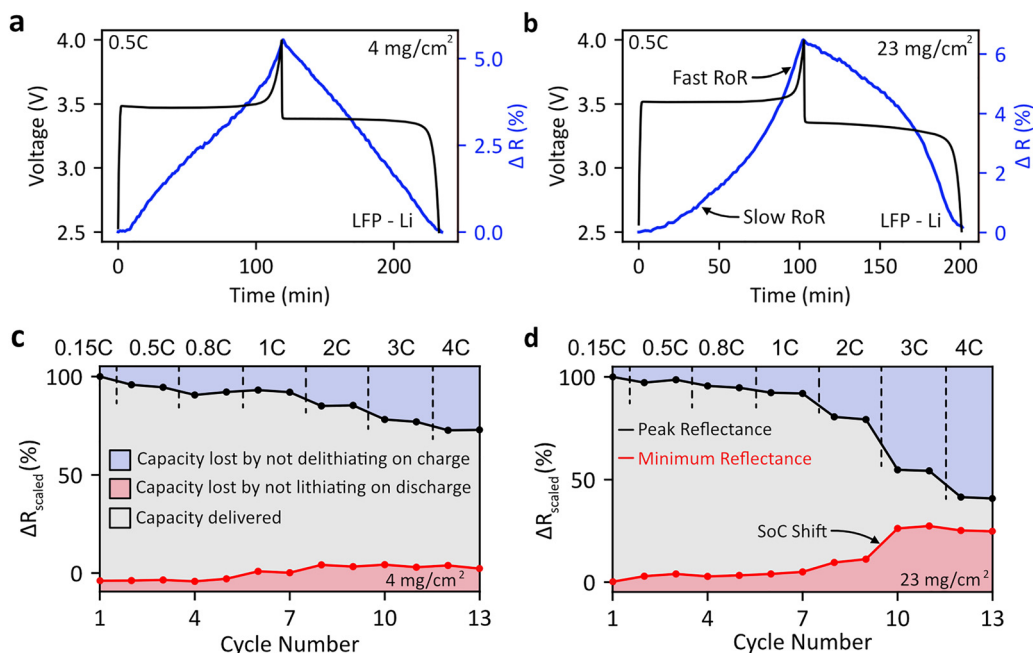 a
0.5C
4 mg/cm²
4.0
3.5
3.0
2.5
Voltage (V)
5.0
2.5
0.0
Δ R (%)
LFP - Li
0
100
200
Time (min)
b
0.5C
23 mg/cm²
Fast RoR
Slow RoR
4.0
3.5
3.0
2.5
Voltage (V)
6
4
2
0
Δ R (%)
LFP - Li
0
50
100
150
200
Time (min)
c
0.15C 0.5C 0.8C 1C 2C 3C 4C
100
50
0
ΔRscaled(%)
Capacity lost by not delithiating on charge
Capacity lost by not lithiating on discharge
Capacity delivered
4 mg/cm²
1 4 7 10 13
Cycle Number
d
0.15C 0.5C 0.8C 1C 2C 3C 4C
100
50
0
ΔRscaled(%)
Peak Reflectance
Minimum Reflectance
SoC Shift
23 mg/cm²
1 4 7 10 13
Cycle Number